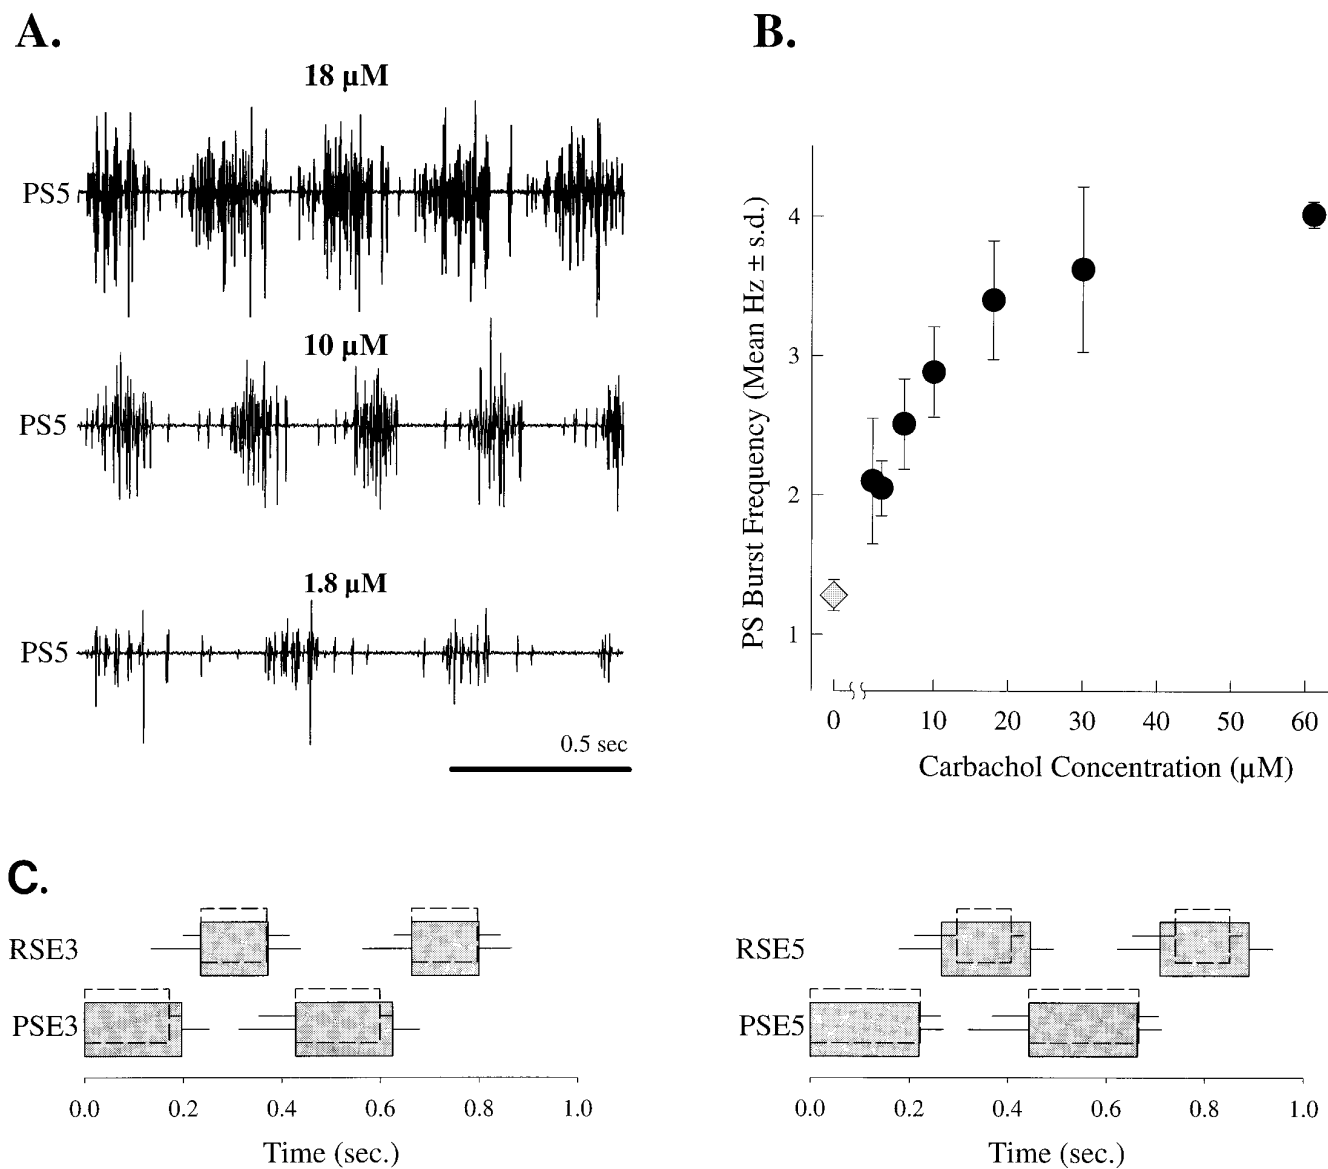 A.
18 µM
PS5
10 µM
PS5
1.8 µM
PS5
0.5 sec
B.
PS Burst Frequency (Mean Hz ± s.d.)
4
3
2
1
0 10 20 30 40 50 60
Carbachol Concentration (µM)
C.
RSE3
PSE3
0.0 0.2 0.4 0.6 0.8 1.0
Time (sec.)
RSE5
PSE5
0.0 0.2 0.4 0.6 0.8 1.0
Time (sec.)